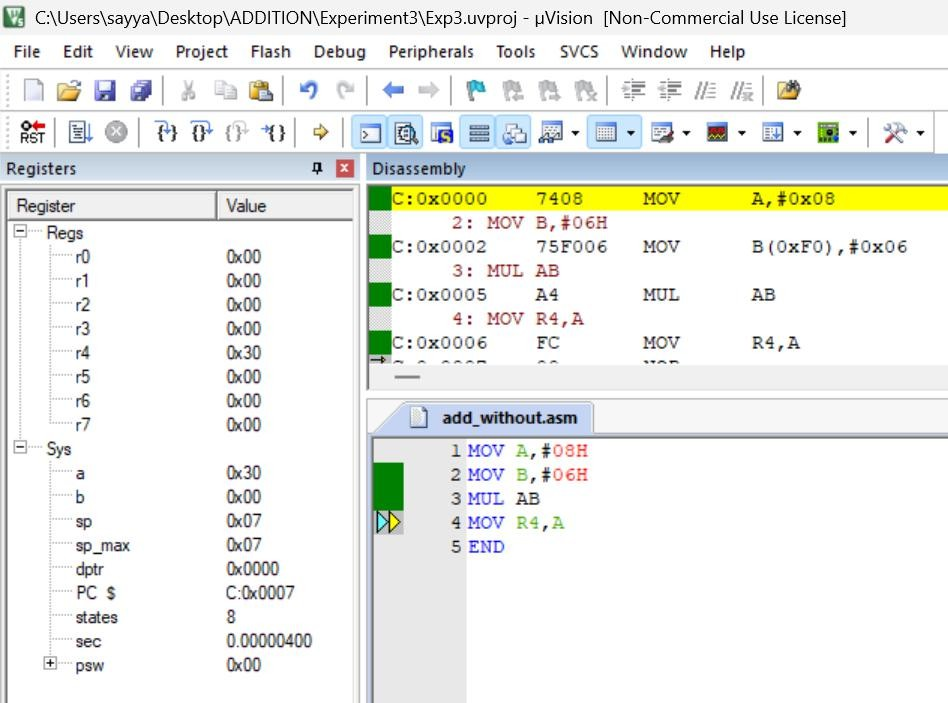 C:\Users\sayya\Desktop\ADDITION\Experiment3\Exp3.uvproj - µVision [Non-Commercial Use License]
File Edit View Project Flash Debug Peripherals Tools SVCS Window Help
RST
Registers
Register Value
Regs
r0 0x00
r1 0x00
r2 0x00
r3 0x00
r4 0x30
r5 0x00
r6 0x00
r7 0x00
Sys
a 0x30
b 0x00
sp 0x07
sp_max 0x07
dptr 0x0000
PC $ C:0x0007
states 8
sec 0.00000400
psw 0x00
Disassembly
C:0x0000 7408 MOV A,#0x08
2: MOV B,#06H
C:0x0002 75F006 MOV B(0xF0),#0x06
3: MUL AB
C:0x0005 A4 MUL AB
4: MOV R4,A
C:0x0006 FC MOV R4,A
add_without.asm
1 MOV A,#08H
2 MOV B,#06H
3 MUL AB
4 MOV R4,A
5 END